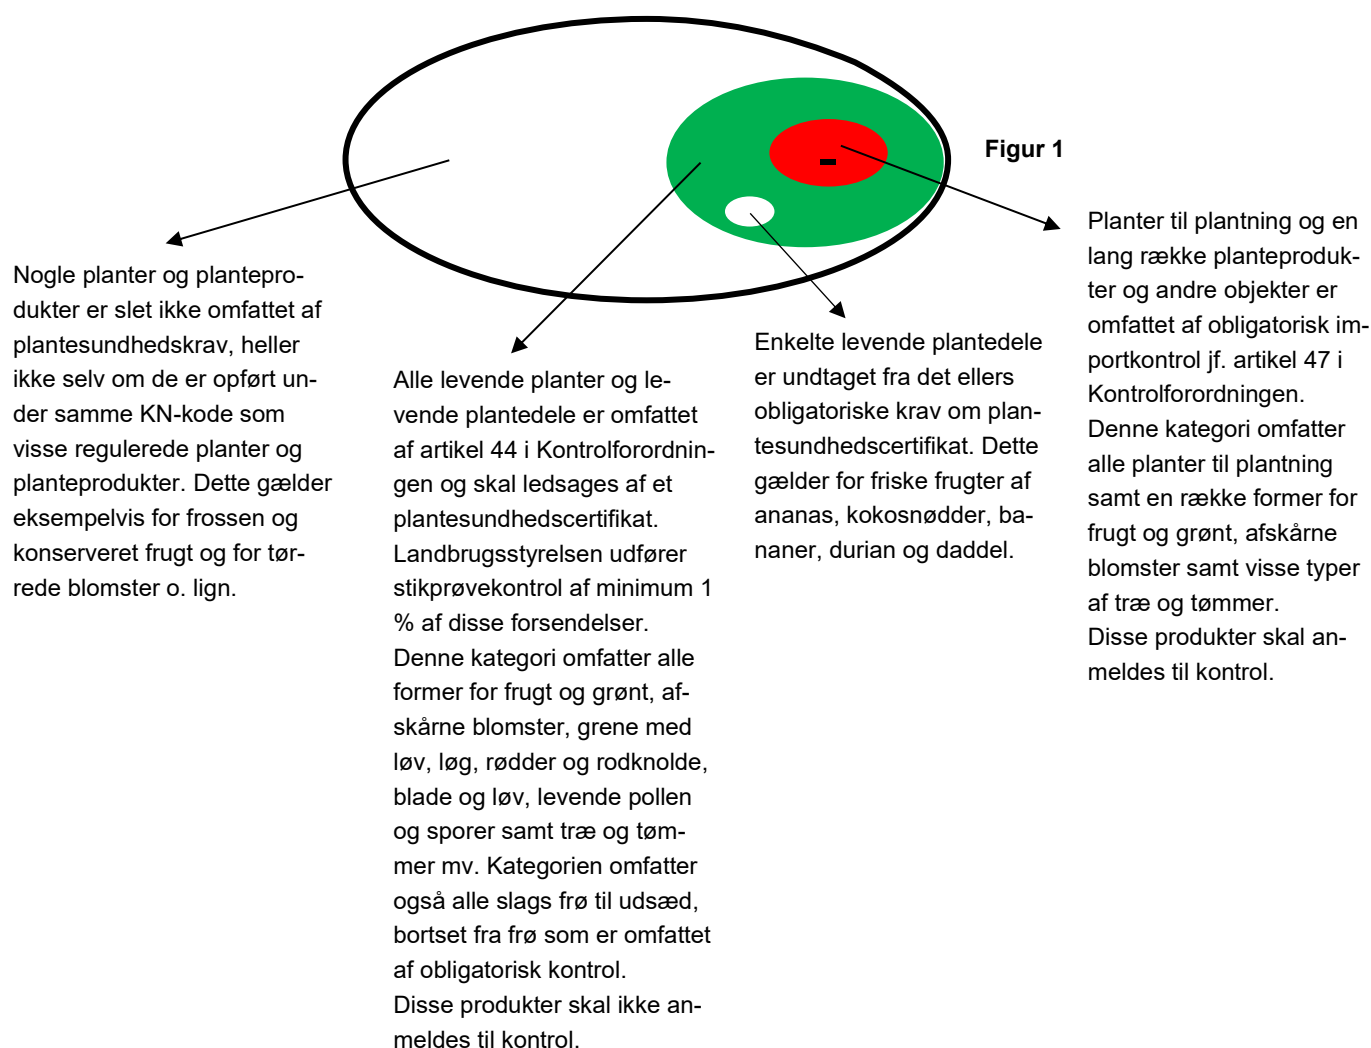 Figur 1
Nogle planter og plantepro-
dukter er slet ikke omfattet af
plantesundhedskrav, heller
ikke selv om de er opført un-
der samme KN-kode som
visse regulerede planter og
planteprodukter. Dette gælder
eksempelvis for frossen og
konserveret frugt og for tør-
rede blomster o. lign.
Alle levende planter og le-
vende plantedele er omfattet
af artikel 44 i Kontrolforordnin-
gen og skal ledsages af et
plantesundhedscertifikat.
Landbrugsstyrelsen udfører
stikprøvekontrol af minimum 1
% af disse forsendelser.
Denne kategori omfatter alle
former for frugt og grønt, af-
skårne blomster, grene med
løv, løg, rødder og rodknolde,
blade og løv, levende pollen
og sporer samt træ og tøm-
mer mv. Kategorien omfatter
også alle slags frø til udsæd,
bortset fra frø som er omfattet
af obligatorisk kontrol.
Disse produkter skal ikke an-
meldes til kontrol.
Enkelte levende plantedele
er undtaget fra det ellers
obligatoriske krav om plan-
tesundhedscertifikat. Dette
gælder for friske frugter af
ananas, kokosnødder, ba-
naner, durian og daddel.
Planter til plantning og en
lang række planteproduk-
ter og andre objekter er
omfattet af obligatorisk im-
portkontrol jf. artikel 47 i
Kontrolforordningen.
Denne kategori omfatter
alle planter til plantning
samt en række former for
frugt og grønt, afskårne
blomster samt visse typer
af træ og tømmer.
Disse produkter skal an-
meldes til kontrol.